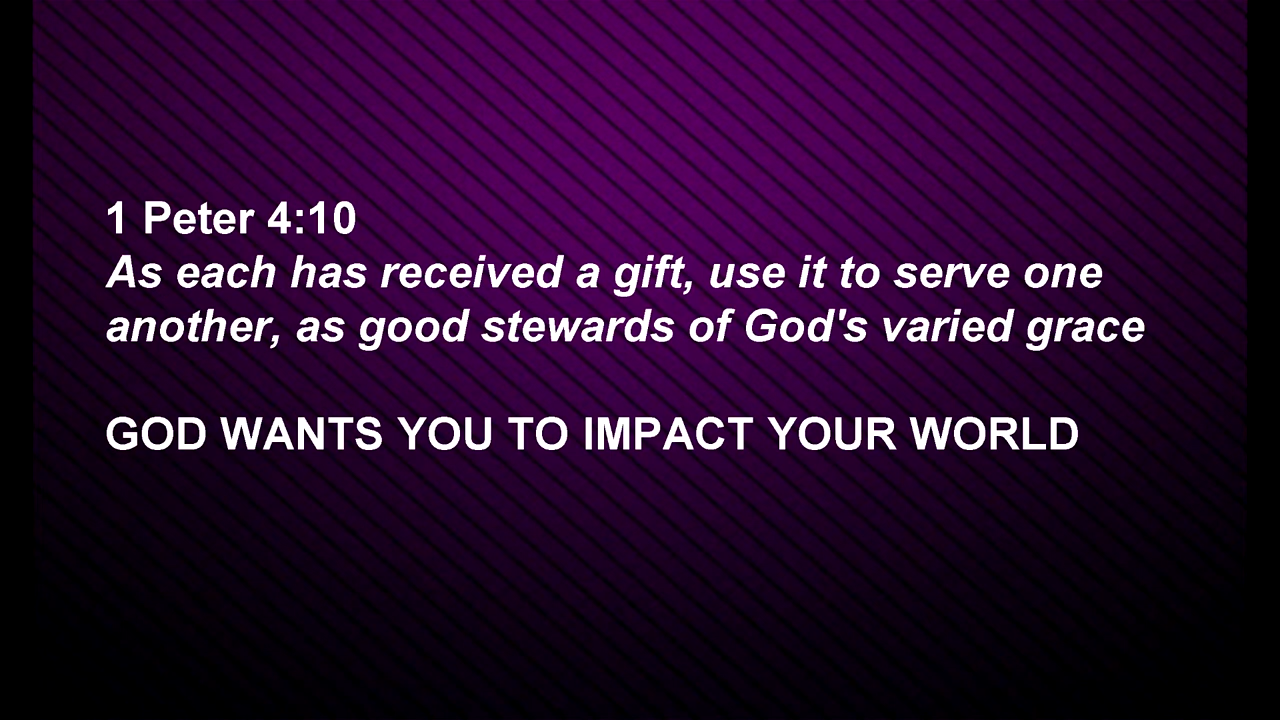 1 Peter 4:10
As each has received a gift, use it to serve one
another, as good stewards of God's varied grace
GOD WANTS YOU TO IMPACT YOUR WORLD